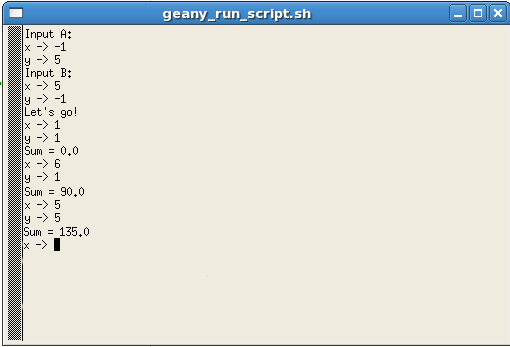 geany_run_script.sh
Input A:
x -> -1
y -> 5
Input B:
x -> 5
y -> -1
Let's go!
x -> 1
y -> 1
Sum = 0.0
x -> 6
y -> 1
Sum = 90.0
x -> 5
y -> 5
Sum = 135.0
x ->